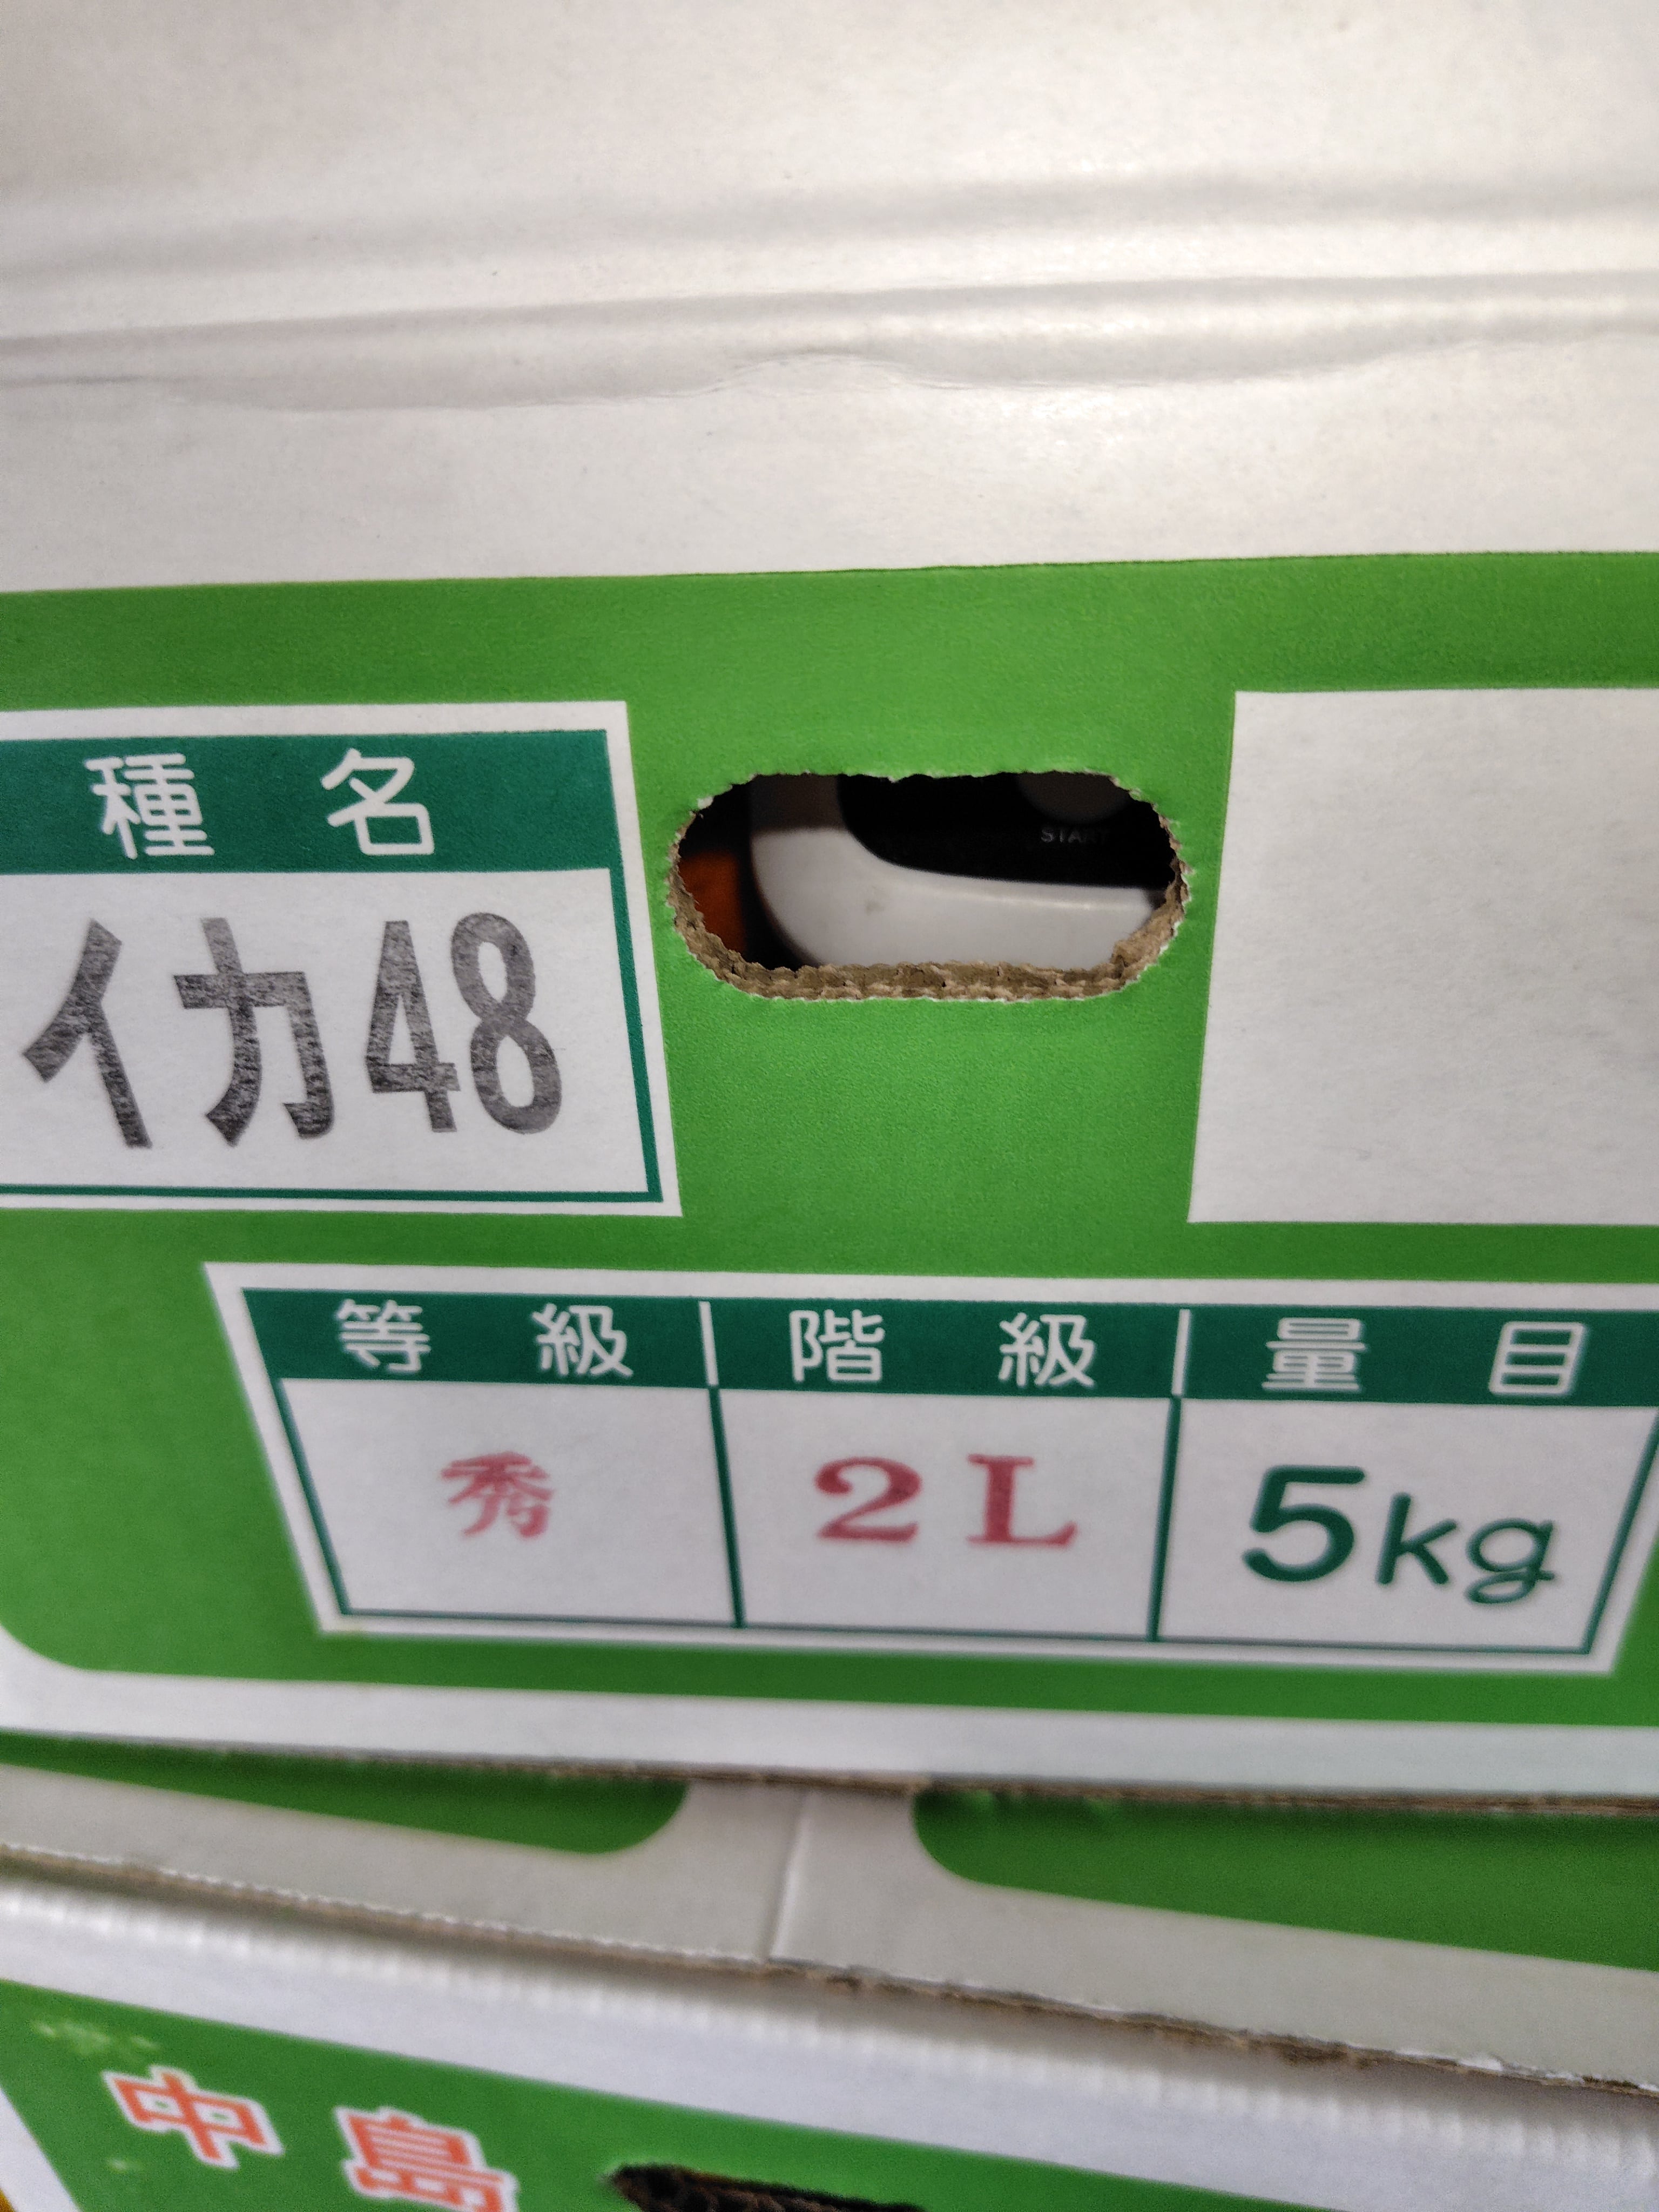 種名
START
イカ48
等級 階級 量目
秀 2L 5kg
中島